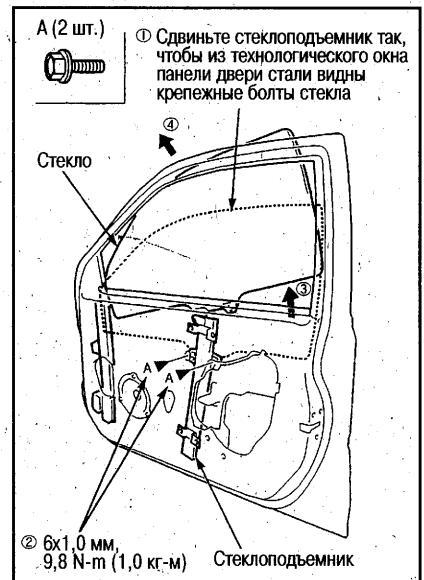 А (2 шт.)
① Сдвиньте стеклоподъемник так,
чтобы из технологического окна
панели двери стали видны
крепежные болты стекла
④
Стекло
③
А
А
② 6х1,0 мм,
9,8 N-m (1,0 кг-м)
Стеклоподъемник